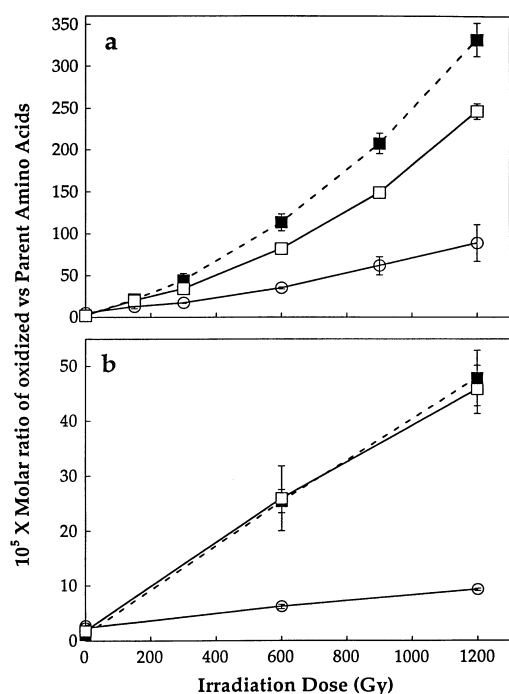 10⁵ X Molar ratio of oxidized vs Parent Amino Acids
a
350
300
250
200
150
100
50
0
b
50
40
30
20
10
0
0 200 400 600 800 1000 1200
Irradiation Dose (Gy)